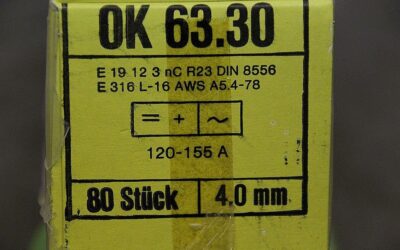 OK 63.30
E 19 12 3 nC R23 DIN 8556
E 316 L-16 AWS A5.4-78
= + ~
120-155 A
80 Stück 4.0 mm